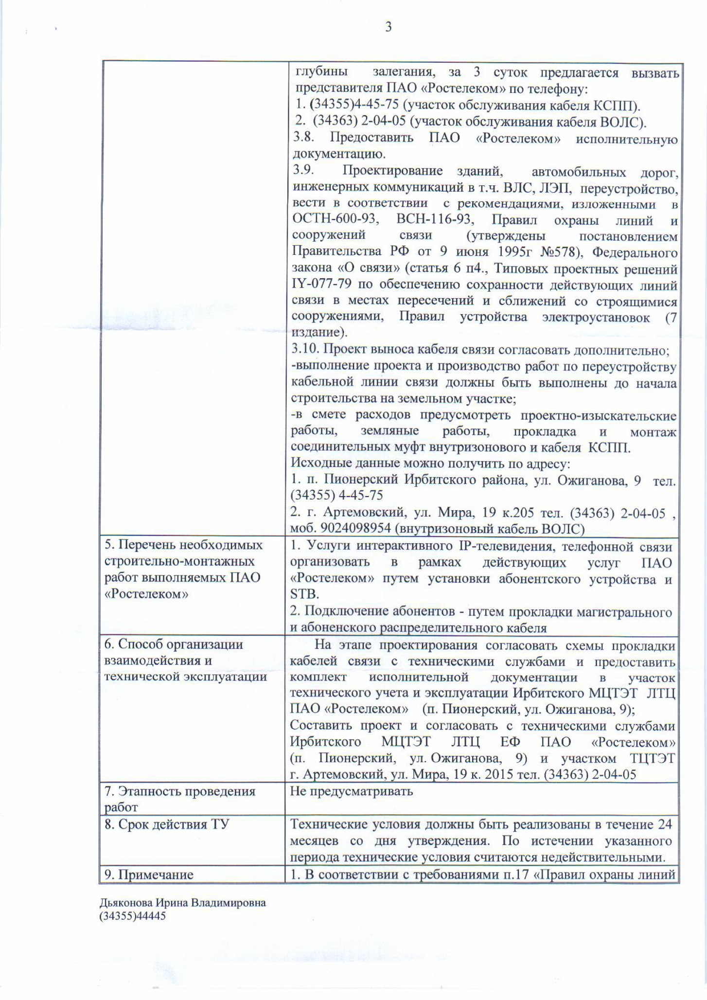 3
глубины залегания, за 3 суток предлагается вызвать
представителя ПАО «Ростелеком» по телефону:
1. (34355)4-45-75 (участок обслуживания кабеля КСПП).
2. (34363) 2-04-05 (участок обслуживания кабеля ВОЛС).
3.8. Предоставить ПАО «Ростелеком» исполнительную
документацию.
3.9. Проектирование зданий, автомобильных дорог,
инженерных коммуникаций в т.ч. ВЛС, ЛЭП, переустройство,
вести в соответствии с рекомендациями, изложенными в
ОСТН-600-93, ВСН-116-93, Правил охраны линий и
сооружений связи (утверждены постановлением
Правительства РФ от 9 июня 1995г №578), Федерального
закона «О связи» (статья 6 п4., Типовых проектных решений
IY-077-79 по обеспечению сохранности действующих линий
связи в местах пересечений и сближений со строящимися
сооружениями, Правил устройства электроустановок (7
издание).
3.10. Проект выноса кабеля связи согласовать дополнительно;
-выполнение проекта и производство работ по переустройству
кабельной линии связи должны быть выполнены до начала
строительства на земельном участке;
-в смете расходов предусмотреть проектно-изыскательские
работы, земляные работы, прокладка и монтаж
соединительных муфт внутризонового и кабеля КСПП.
Исходные данные можно получить по адресу:
1. п. Пионерский Ирбитского района, ул. Ожиганова, 9 тел.
(34355) 4-45-75
2. г. Артемовский, ул. Мира, 19 к.205 тел. (34363) 2-04-05 ,
моб. 9024098954 (внутризоновый кабель ВОЛС)
5. Перечень необходимых
строительно-монтажных
работ выполняемых ПАО
«Ростелеком»
1. Услуги интерактивного IP-телевидения, телефонной связи
организовать в рамках действующих услуг ПАО
«Ростелеком» путем установки абонентского устройства и
STB.
2. Подключение абонентов - путем прокладки магистрального
и абоненского распределительного кабеля
6. Способ организации
взаимодействия и
технической эксплуатации
На этапе проектирования согласовать схемы прокладки
кабелей связи с техническими службами и предоставить
комплект исполнительной документации в участок
технического учета и эксплуатации Ирбитского МЦТЭТ ЛТЦ
ПАО «Ростелеком» (п. Пионерский, ул. Ожиганова, 9);
Составить проект и согласовать с техническими службами
Ирбитского МЦТЭТ ЛТЦ ЕФ ПАО «Ростелеком»
(п. Пионерский, ул. Ожиганова, 9) и участком ТЦТЭТ
г. Артемовский, ул. Мира, 19 к. 2015 тел. (34363) 2-04-05
7. Этапность проведения
работ
Не предусматривать
8. Срок действия ТУ
Технические условия должны быть реализованы в течение 24
месяцев со дня утверждения. По истечении указанного
периода технические условия считаются недействительными.
9. Примечание
1. В соответствии с требованиями п.17 «Правил охраны линий
Дьяконова Ирина Владимировна
(34355)44445